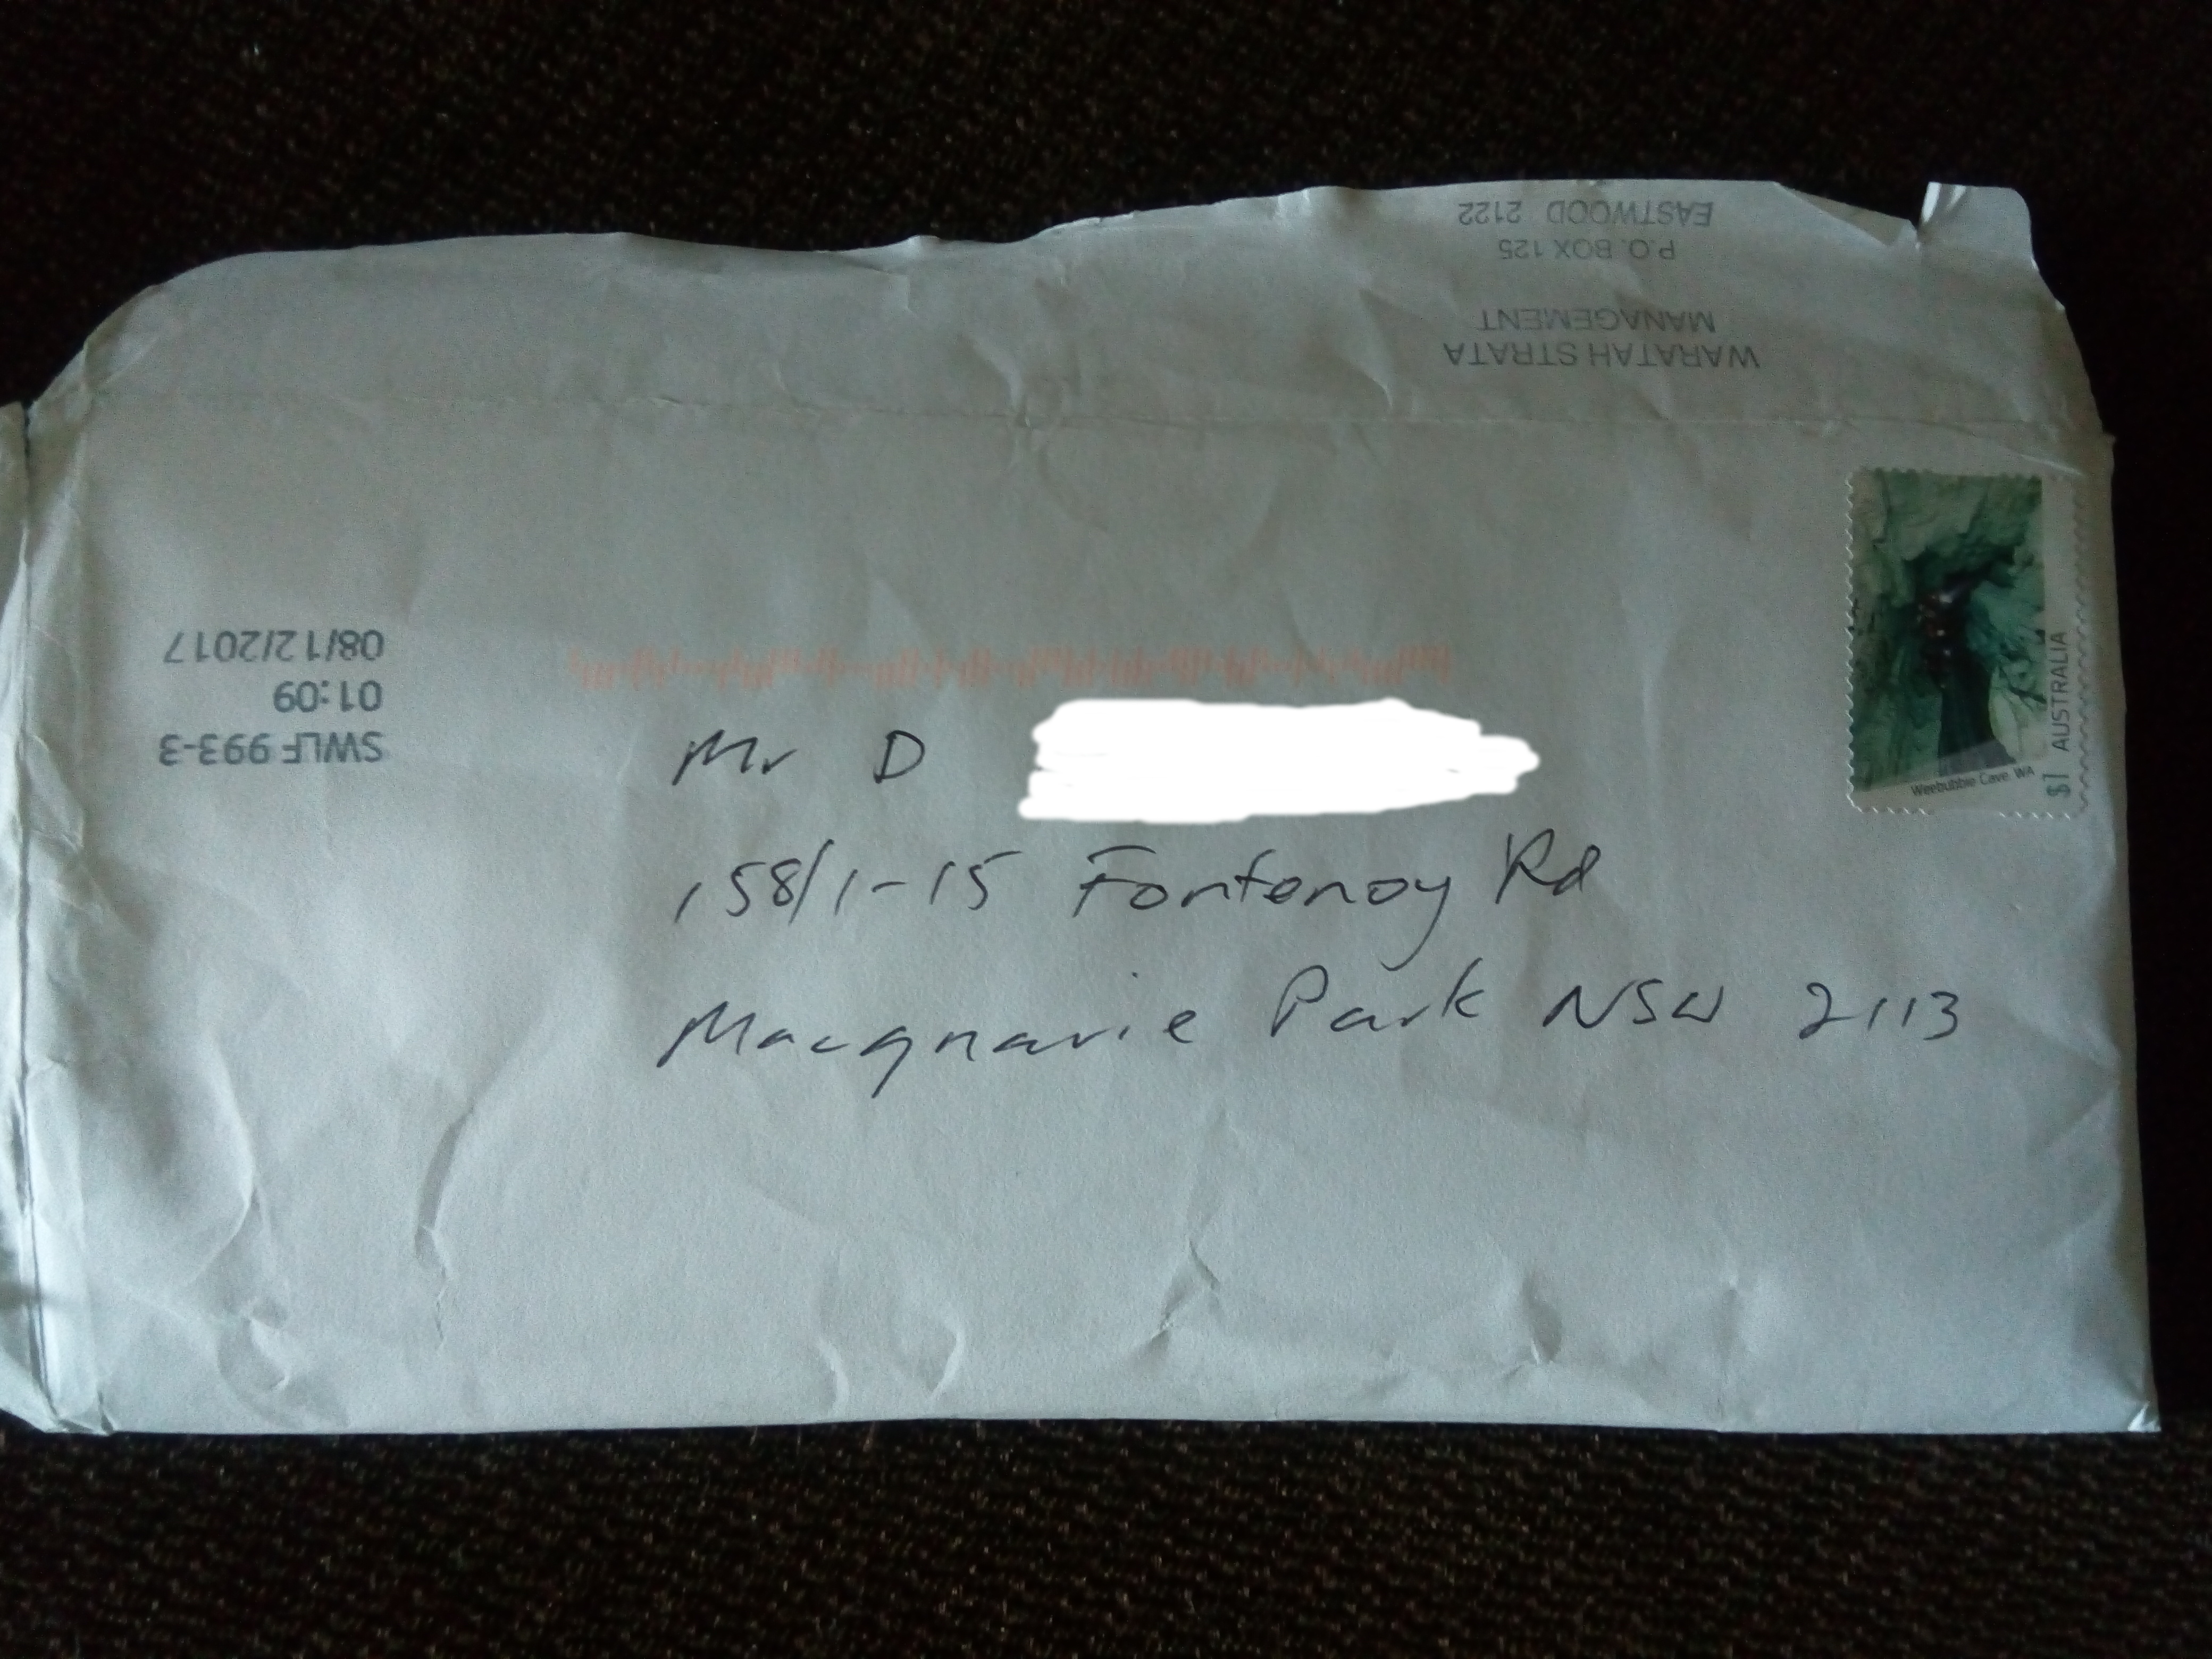 WARATAH STRATA
MANAGEMENT
P.O. BOX 125
EASTWOOD 2122
SWLF 993-3
01:09
08/12/2017
Weebubbie Cave, WA
$1 AUSTRALIA
Mr D
158/1-15 Fontenoy Rd
Macquarie Park NSW 2113